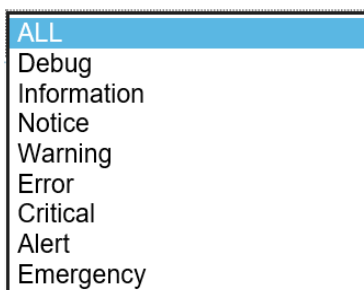 ALL
Debug
Information
Notice
Warning
Error
Critical
Alert
Emergency